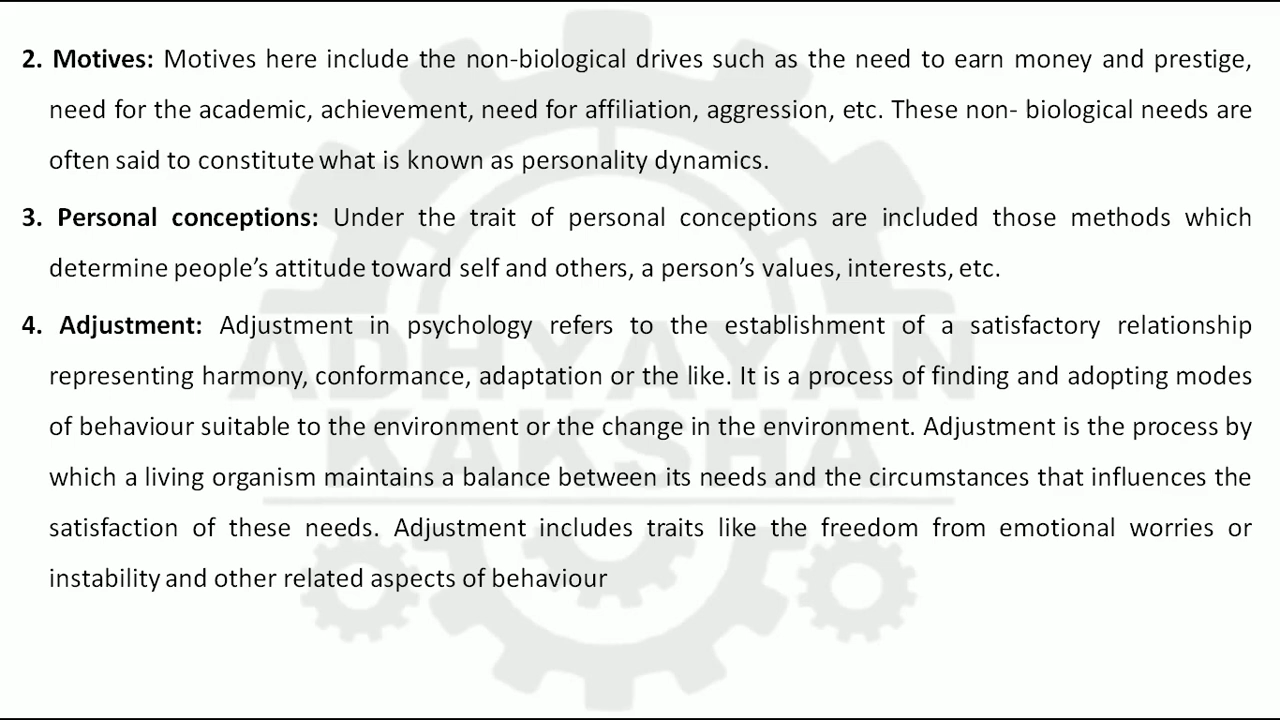 2. Motives: Motives here include the non-biological drives such as the need to earn money and prestige,
need for the academic, achievement, need for affiliation, aggression, etc. These non- biological needs are
often said to constitute what is known as personality dynamics.
3. Personal conceptions: Under the trait of personal conceptions are included those methods which
determine people’s attitude toward self and others, a person’s values, interests, etc.
4. Adjustment: Adjustment in psychology refers to the establishment of a satisfactory relationship
representing harmony, conformance, adaptation or the like. It is a process of finding and adopting modes
of behaviour suitable to the environment or the change in the environment. Adjustment is the process by
which a living organism maintains a balance between its needs and the circumstances that influences the
satisfaction of these needs. Adjustment includes traits like the freedom from emotional worries or
instability and other related aspects of behaviour
ADHYAYAN
KAKSHA